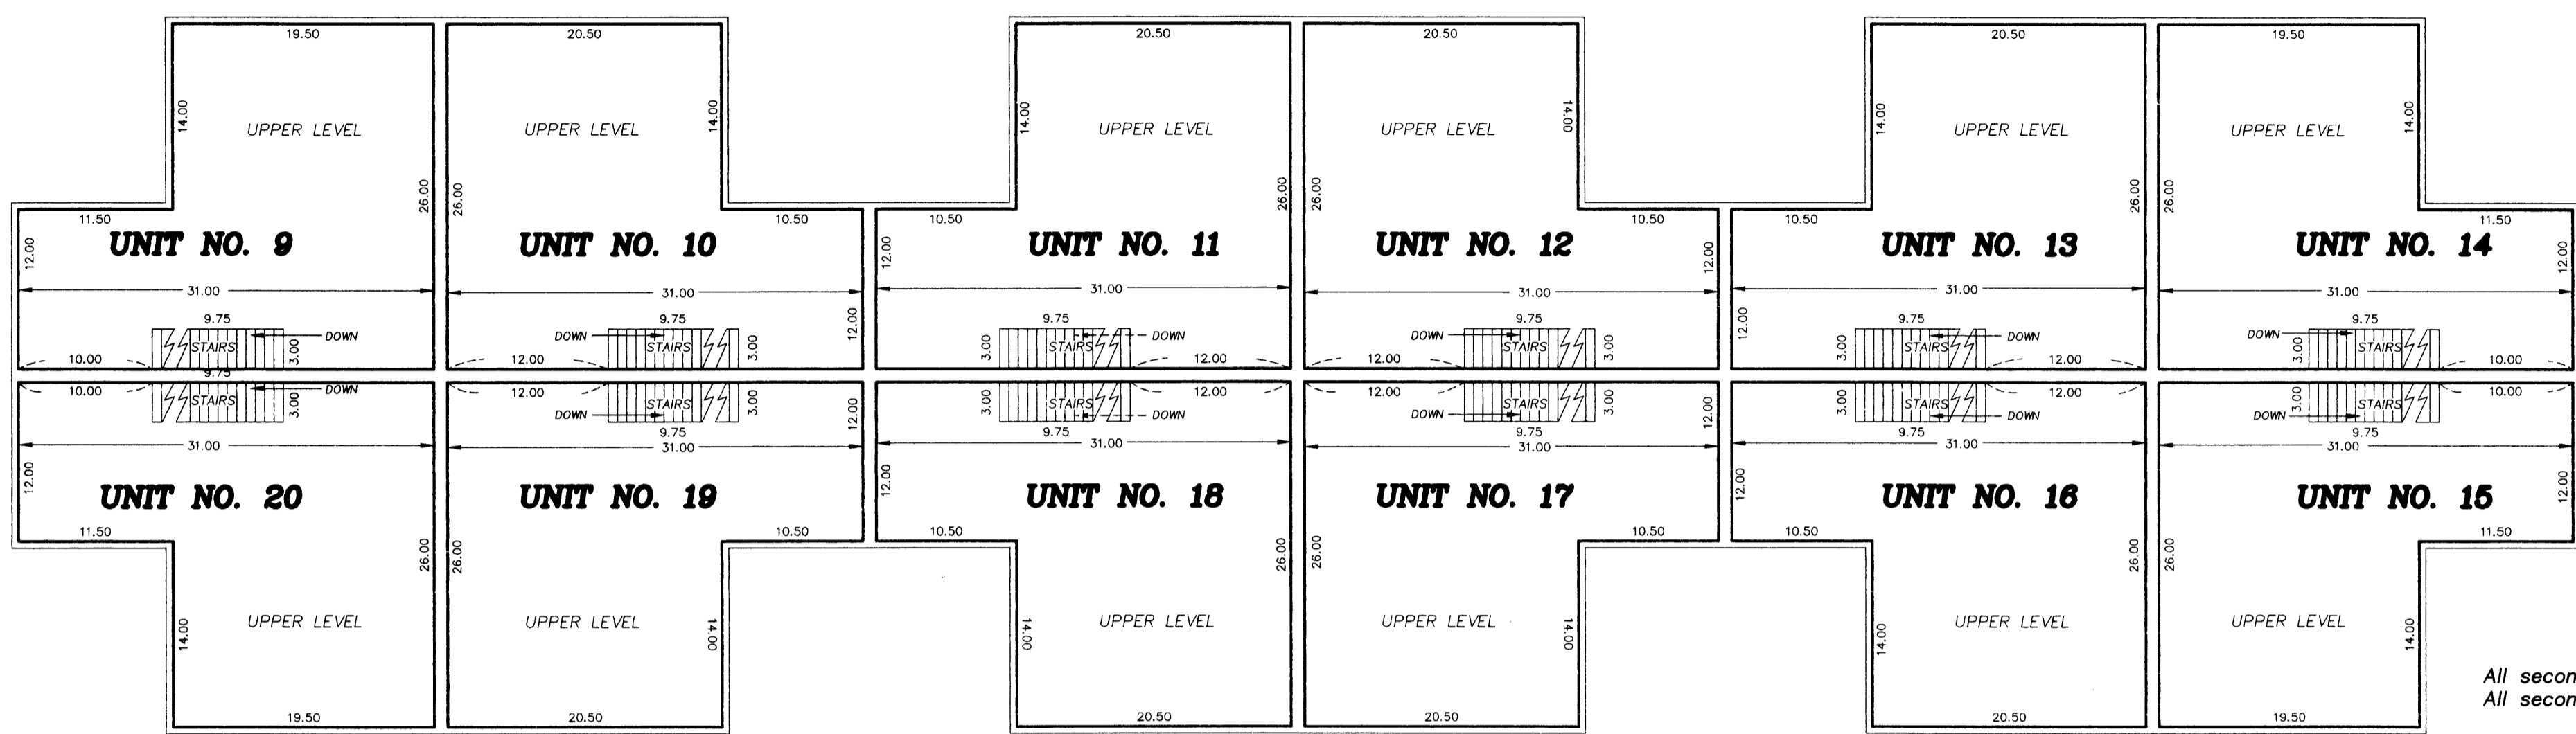 19.50 20.50 20.50 20.50 20.50 19.50
14.00 14.00 14.00 14.00 14.00 14.00
UPPER LEVEL UPPER LEVEL UPPER LEVEL UPPER LEVEL UPPER LEVEL UPPER LEVEL
26.00 26.00 26.00 26.00 26.00 26.00
11.50 10.50 10.50 10.50 10.50 11.50
UNIT NO. 9 UNIT NO. 10 UNIT NO. 11 UNIT NO. 12 UNIT NO. 13 UNIT NO. 14
12.00 12.00 12.00 12.00 12.00 12.00
31.00 31.00 31.00 31.00 31.00 31.00
9.75 9.75 9.75 9.75 9.75 9.75
DOWN DOWN DOWN DOWN DOWN DOWN
STAIRS STAIRS STAIRS STAIRS STAIRS STAIRS
3.00 3.00 3.00 3.00 3.00 3.00
10.00 12.00 12.00 12.00 12.00 10.00
10.00 12.00 12.00 12.00 12.00 10.00
3.00 3.00 3.00 3.00 3.00 3.00
STAIRS STAIRS STAIRS STAIRS STAIRS STAIRS
DOWN DOWN DOWN DOWN DOWN DOWN
9.75 9.75 9.75 9.75 9.75 9.75
31.00 31.00 31.00 31.00 31.00 31.00
12.00 12.00 12.00 12.00 12.00 12.00
UNIT NO. 20 UNIT NO. 19 UNIT NO. 18 UNIT NO. 17 UNIT NO. 16 UNIT NO. 15
11.50 10.50 10.50 10.50 10.50 11.50
26.00 26.00 26.00 26.00 26.00 26.00
UPPER LEVEL UPPER LEVEL UPPER LEVEL UPPER LEVEL UPPER LEVEL UPPER LEVEL
14.00 14.00 14.00 14.00 14.00 14.00
19.50 20.50 20.50 20.50 20.50 19.50
All secon
All secon